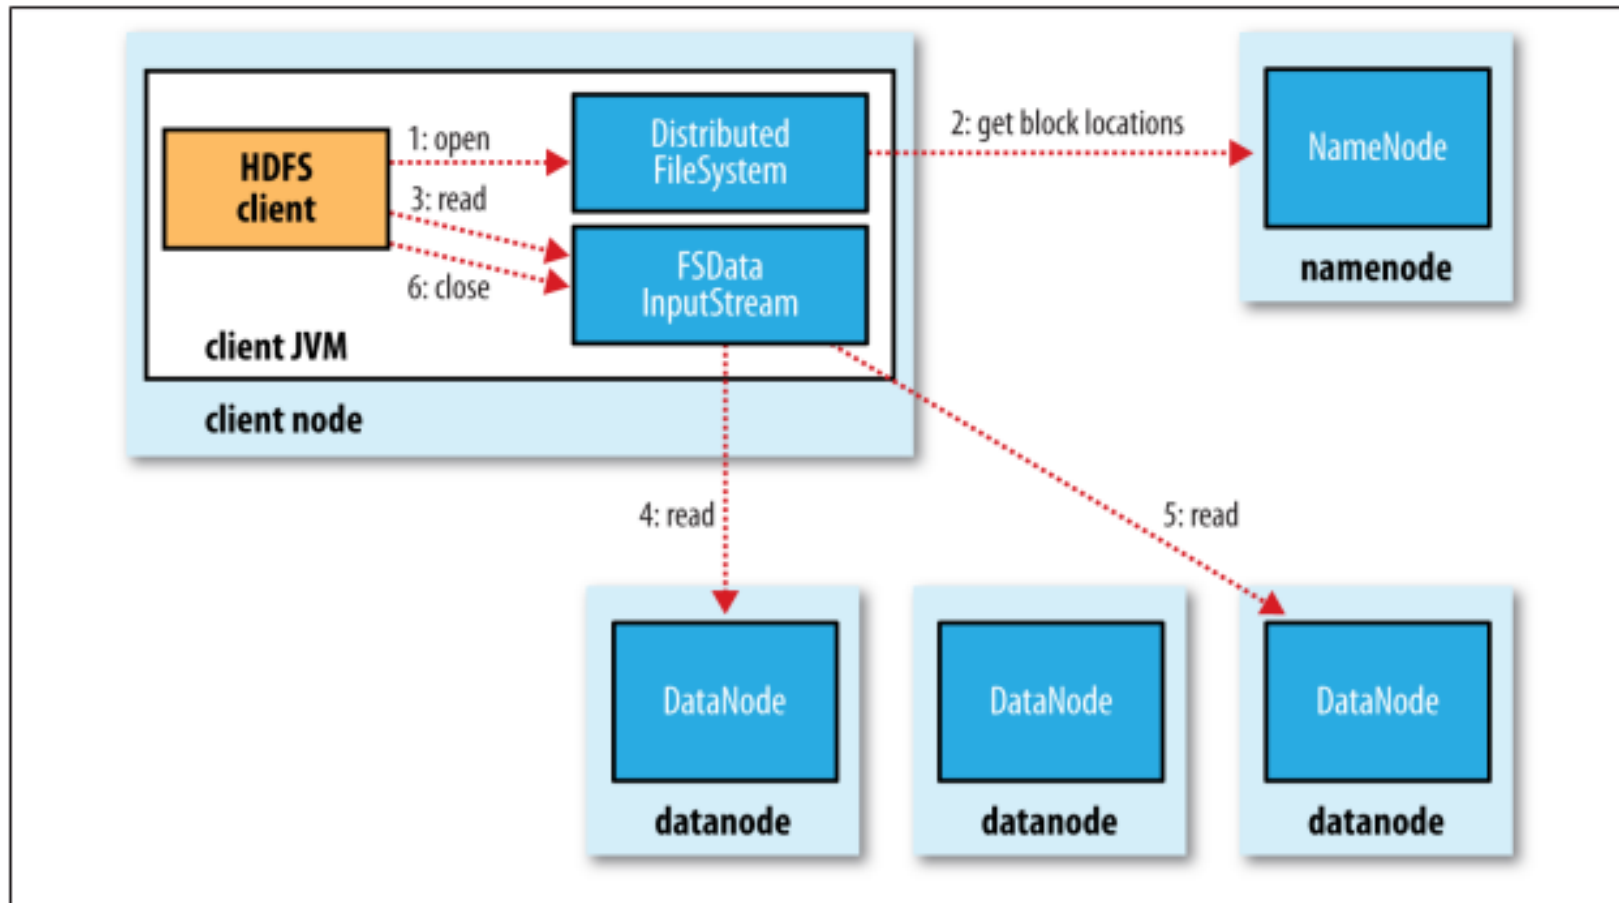 1: open
Distributed
FileSystem
2: get block locations
NameNode
HDFS
client
3: read
FSData
InputStream
6: close
namenode
client JVM
client node
4: read
5: read
DataNode
DataNode
DataNode
datanode
datanode
datanode